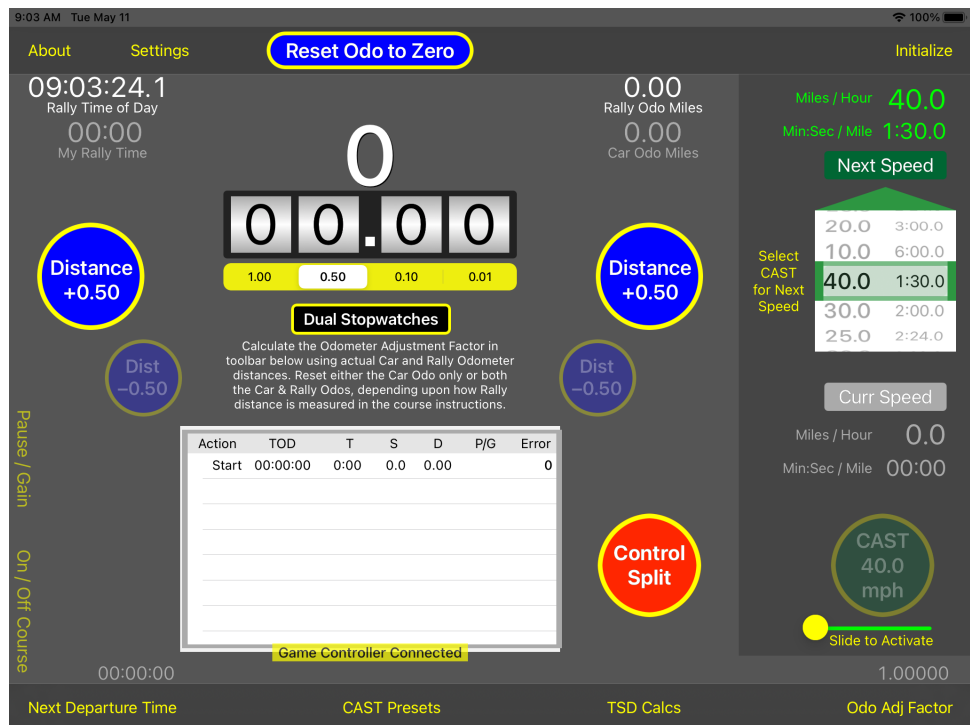 9:03 AM Tue May 11
100%
About
Settings
Reset Odo to Zero
Initialize
09:03:24.1
Rally Time of Day
00:00
My Rally Time
0
0.00
Rally Odo Miles
0.00
Car Odo Miles
Miles / Hour 40.0
Min:Sec / Mile 1:30.0
Next Speed
00.00
1.00 0.50 0.10 0.01
Distance
+0.50
Distance
+0.50
Select
CAST
for Next
Speed
20.0 3:00.0
10.0 6:00.0
40.0 1:30.0
30.0 2:00.0
25.0 2:24.0
Dual Stopwatches
Calculate the Odometer Adjustment Factor in
toolbar below using actual Car and Rally Odometer
distances. Reset either the Car Odo only or both
the Car & Rally Odos, depending upon how Rally
distance is measured in the course instructions.
Dist
–0.50
Dist
–0.50
Curr Speed
Miles / Hour 0.0
Min:Sec / Mile 00:00
Pause / Gain
On / Off Course
Action TOD T S D P/G Error
Start 00:00:00 0:00 0.0 0.00 0
Control
Split
CAST
40.0
mph
Slide to Activate
Game Controller Connected
00:00:00
1.00000
Next Departure Time
CAST Presets
TSD Calcs
Odo Adj Factor